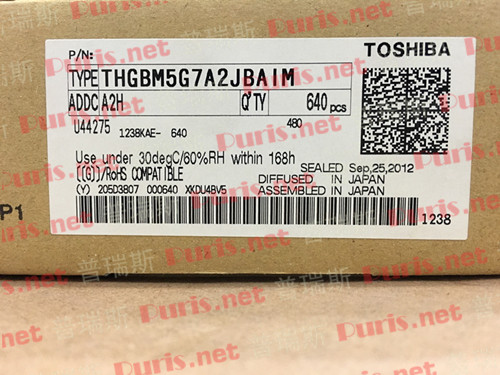 P/N:
TOSHIBA
TYPE THGBM5G7A2JBA1M
ADDC A2H Q'TY 640 pcs
U44275 1238KAE- 640 480
Use under 30degC/60%RH within 168h
SEALED Sep,25,2012
[[G]]/RoHS COMPATIBLE DIFFUSED IN JAPAN
(Y) 205D3807 000640 XKDU4BV5 ASSEMBLED IN JAPAN
1238
P1
普瑞斯
Puris.net